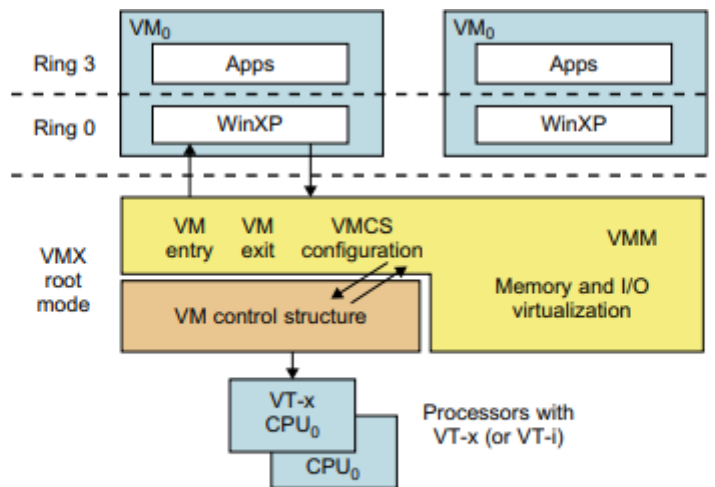 VM0
VM0
Ring 3
Apps
Apps
Ring 0
WinXP
WinXP
VMX
root
mode
VM
entry
VM
exit
VMCS
configuration
VMM
Memory and I/O
virtualization
VM control structure
VT-x
CPU0
CPU0
Processors with
VT-x (or VT-i)